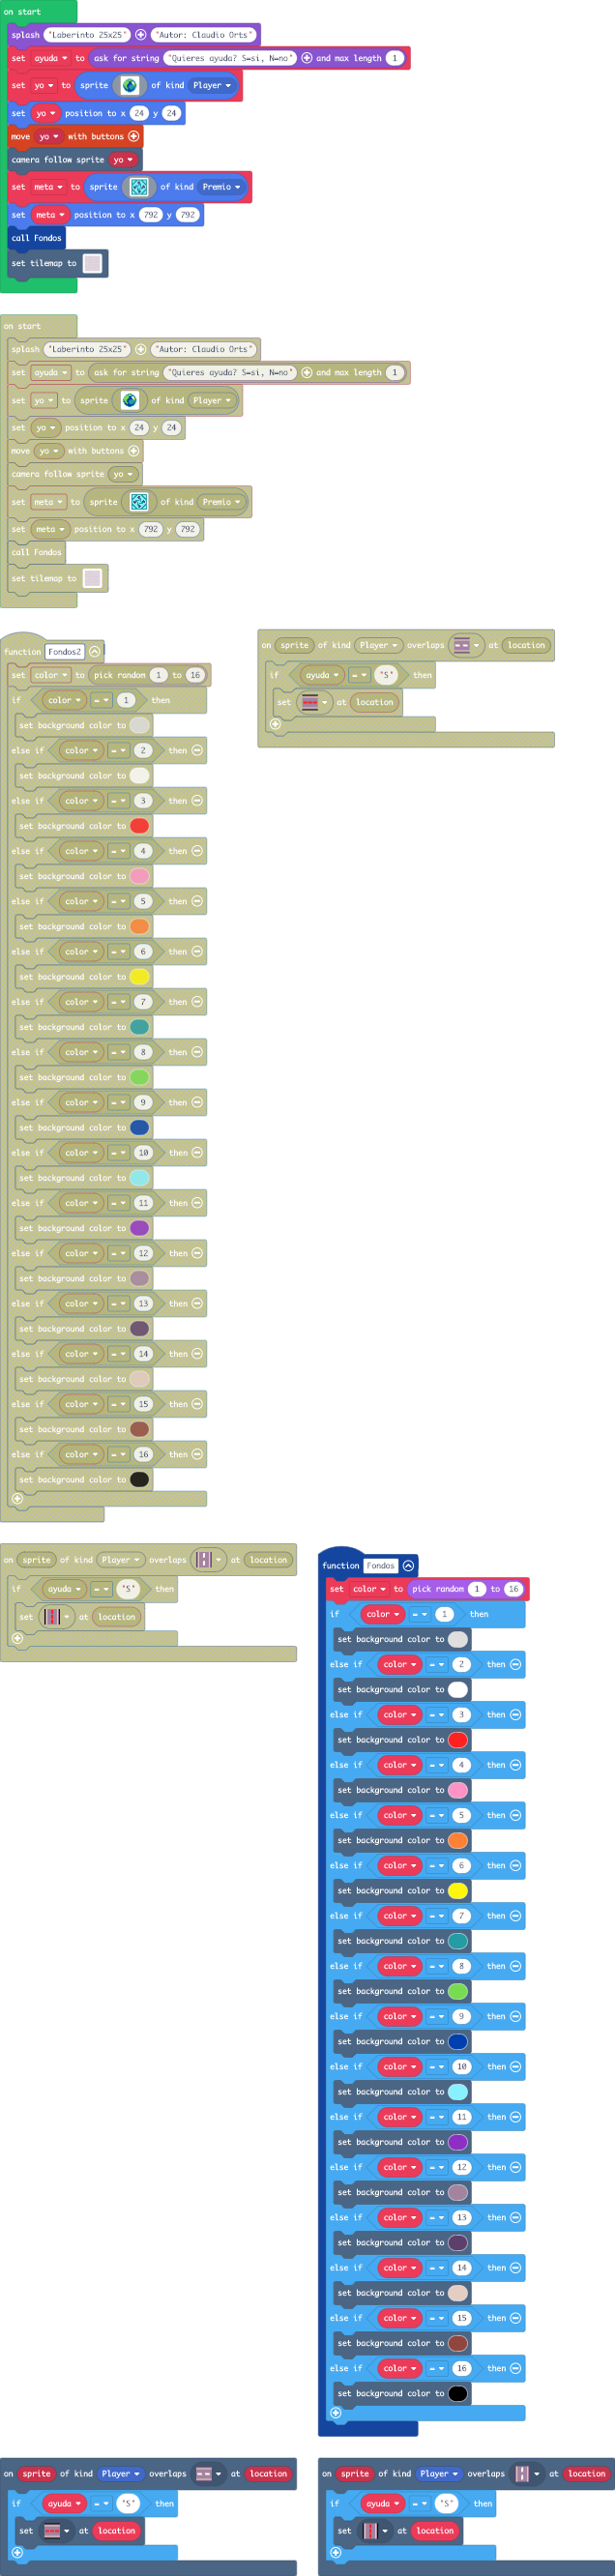 on start
splash "Laberinto 25x25" "Autor: Claudio Orts"
set ayuda to ask for string "Quieres ayuda? S=si, N=no" and max length 1
set yo to sprite of kind Player
set yo position to x 24 y 24
move yo with buttons
camera follow sprite yo
set meta to sprite of kind Premio
set meta position to x 792 y 792
call Fondos
set tilemap to
on start
splash "Laberinto 25x25" "Autor: Claudio Orts"
set ayuda to ask for string "Quieres ayuda? S=si, N=no" and max length 1
set yo to sprite of kind Player
set yo position to x 24 y 24
move yo with buttons
camera follow sprite yo
set meta to sprite of kind Premio
set meta position to x 792 y 792
call Fondos
set tilemap to
function Fondos2
set color to pick random 1 to 16
if color = 1 then
set background color to
else if color = 2 then
set background color to
else if color = 3 then
set background color to
else if color = 4 then
set background color to
else if color = 5 then
set background color to
else if color = 6 then
set background color to
else if color = 7 then
set background color to
else if color = 8 then
set background color to
else if color = 9 then
set background color to
else if color = 10 then
set background color to
else if color = 11 then
set background color to
else if color = 12 then
set background color to
else if color = 13 then
set background color to
else if color = 14 then
set background color to
else if color = 15 then
set background color to
else if color = 16 then
set background color to
on sprite of kind Player overlaps at location
if ayuda = "S" then
set at location
on sprite of kind Player overlaps at location
if ayuda = "S" then
set at location
function Fondos
set color to pick random 1 to 16
if color = 1 then
set background color to
else if color = 2 then
set background color to
else if color = 3 then
set background color to
else if color = 4 then
set background color to
else if color = 5 then
set background color to
else if color = 6 then
set background color to
else if color = 7 then
set background color to
else if color = 8 then
set background color to
else if color = 9 then
set background color to
else if color = 10 then
set background color to
else if color = 11 then
set background color to
else if color = 12 then
set background color to
else if color = 13 then
set background color to
else if color = 14 then
set background color to
else if color = 15 then
set background color to
else if color = 16 then
set background color to
on sprite of kind Player overlaps at location
if ayuda = "S" then
set at location
on sprite of kind Player overlaps at location
if ayuda = "S" then
set at location